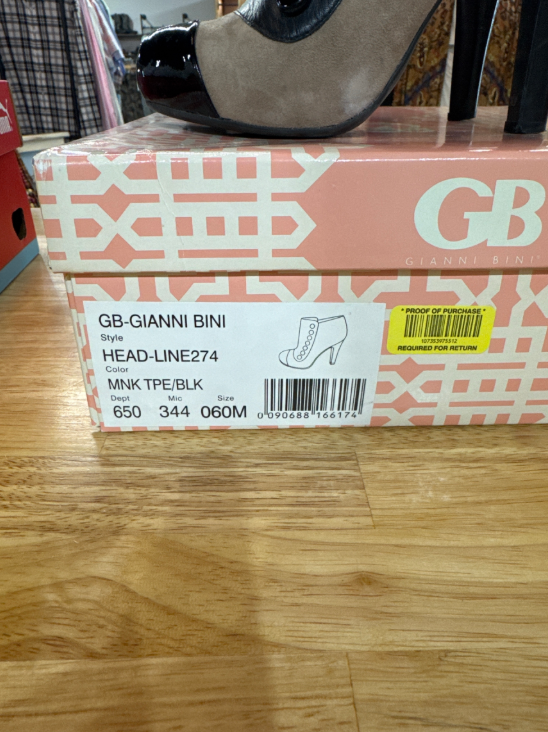 GB
GIANNI BINI
GB-GIANNI BINI
Style
HEAD-LINE274
Color
MNK TPE/BLK
Dept Mic Size
650 344 060M
0 090688 166174
* PROOF OF PURCHASE *
REQUIRED FOR RETURN